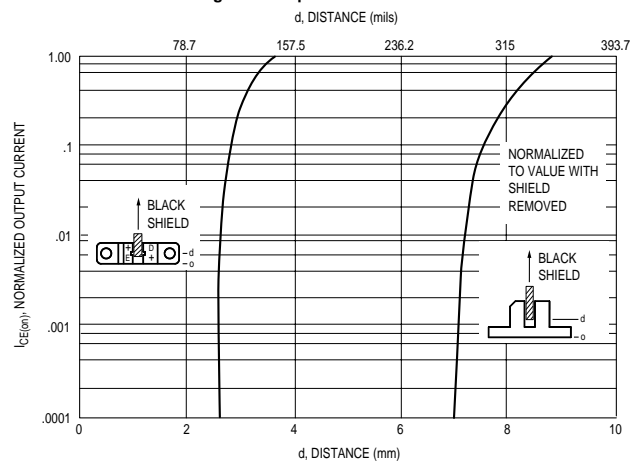 d, DISTANCE (mils)
78.7 157.5 236.2 315 393.7
1.00
.1
.01
.001
.0001
I_CE(on), NORMALIZED OUTPUT CURRENT
NORMALIZED
TO VALUE WITH
SHIELD
REMOVED
BLACK
SHIELD
+ D
E +
d
o
BLACK
SHIELD
d
o
0 2 4 6 8 10
d, DISTANCE (mm)